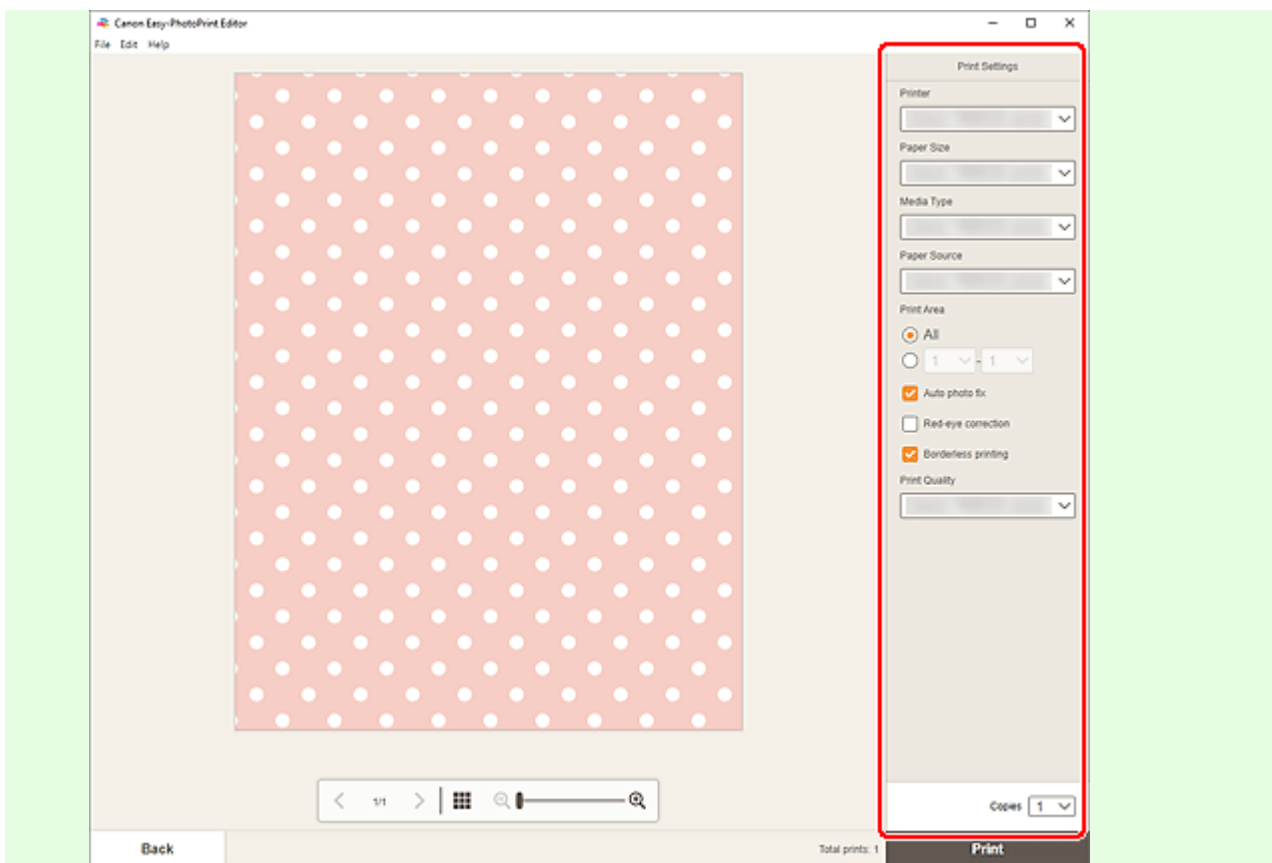 Canon Easy-PhotoPrint Editor
File Edit Help
Print Settings
Printer
Paper Size
Media Type
Paper Source
Print Area
All
1 - 1
Auto photo fix
Red-eye correction
Borderless printing
Print Quality
1/1
Copies 1
Back
Total prints: 1
Print